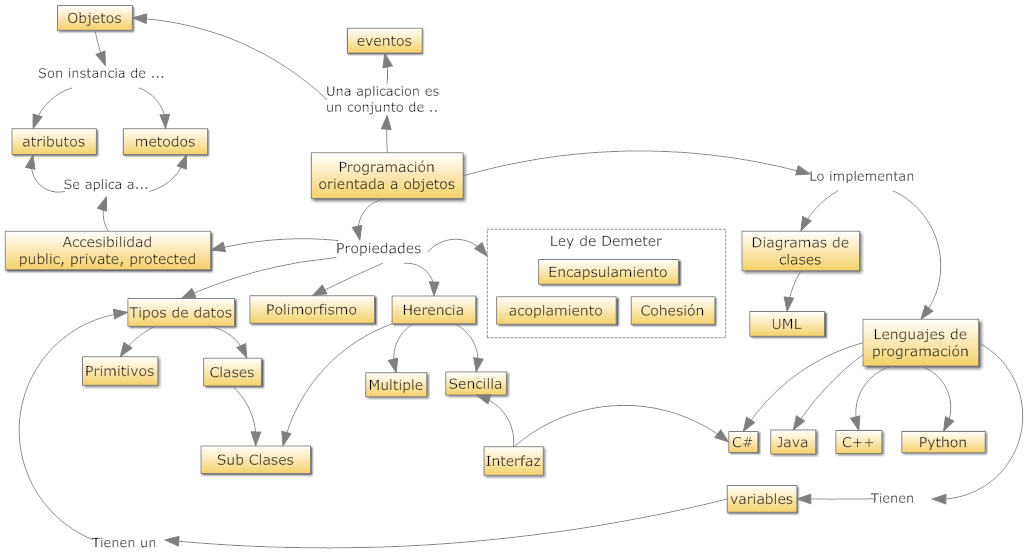 Objetos
eventos
Son instancia de ...
Una aplicacion es
un conjunto de ..
atributos
metodos
Programación
orientada a objetos
Lo implementan
Se aplica a...
Accesibilidad
public, private, protected
Propiedades
Ley de Demeter
Encapsulamiento
acoplamiento
Cohesión
Diagramas de
clases
UML
Tipos de datos
Polimorfismo
Herencia
Lenguajes de
programación
Primitivos
Clases
Multiple
Sencilla
Sub Clases
Interfaz
C#
Java
C++
Python
variables
Tienen
Tienen un